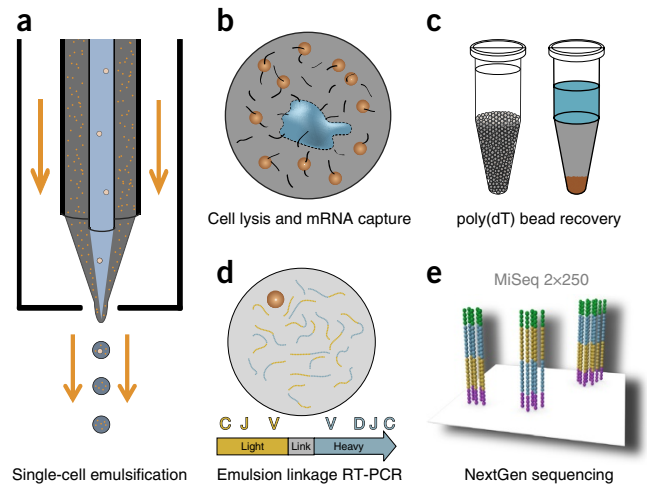 a
b
c
Cell lysis and mRNA capture
poly(dT) bead recovery
d
e
MiSeq 2×250
C J V V D J C
Light Link Heavy
Single-cell emulsification
Emulsion linkage RT-PCR
NextGen sequencing